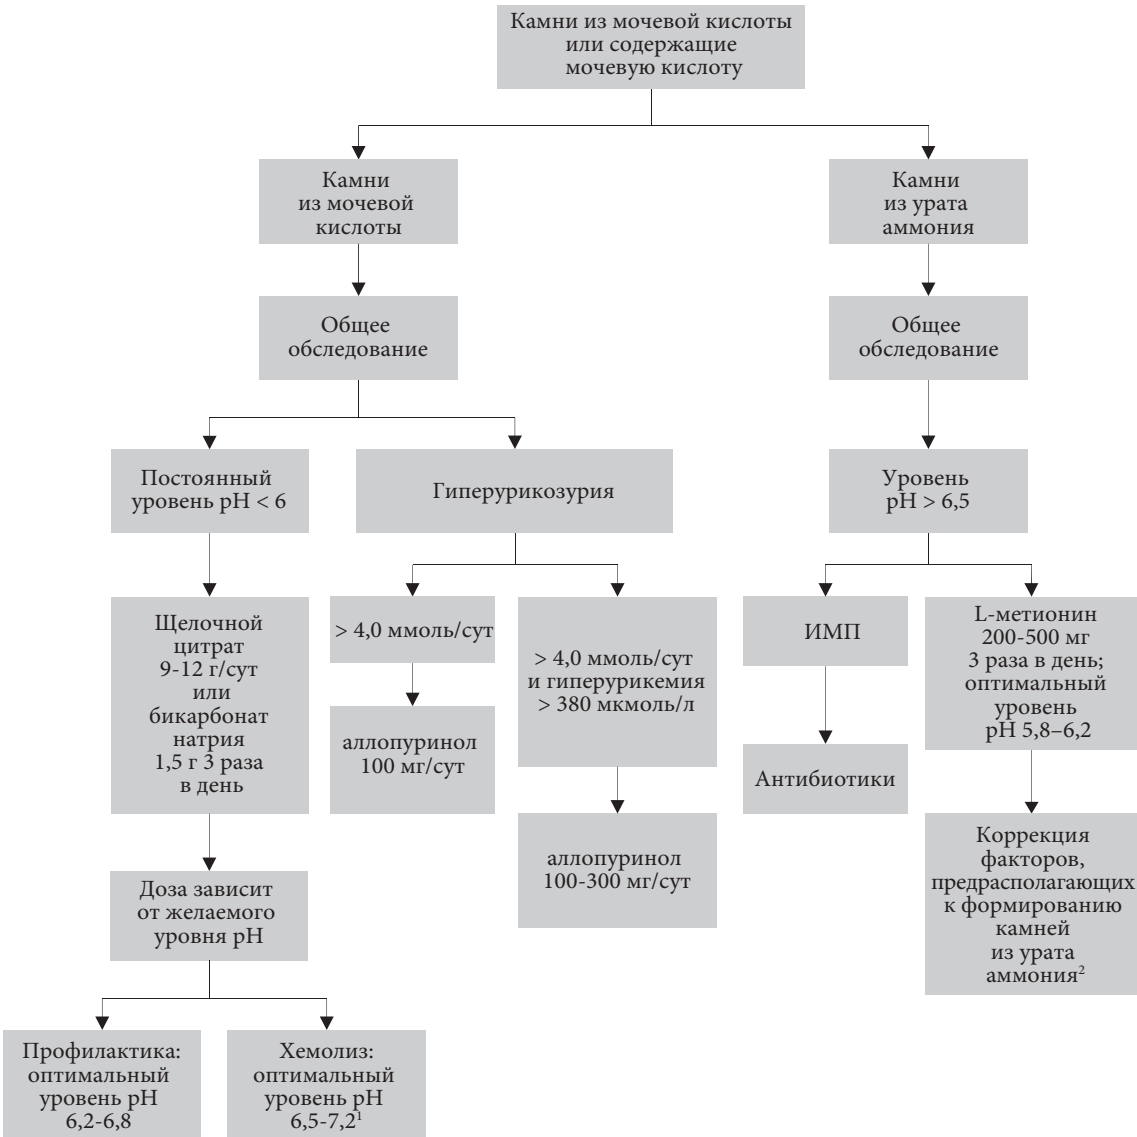 Камни из мочевой кислоты
или содержащие
мочевую кислоту
Камни
из мочевой
кислоты
Камни
из урата
аммония
Общее
обследование
Общее
обследование
Постоянный
уровень pH < 6
Гиперурикозурия
Уровень
pH > 6,5
Щелочной
цитрат
9-12 г/сут
или
бикарбонат
натрия
1,5 г 3 раза
в день
> 4,0 ммоль/сут
> 4,0 ммоль/сут
и гиперурикемия
> 380 мкмоль/л
ИМП
L-метионин
200-500 мг
3 раза в день;
оптимальный
уровень
pH 5,8–6,2
аллопуринол
100 мг/сут
Антибиотики
аллопуринол
100-300 мг/сут
Коррекция
факторов,
предрасполагающих
к формированию
камней
из урата
аммония²
Доза зависит
от желаемого
уровня pH
Профилактика:
оптимальный
уровень pH
6,2-6,8
Хемолиз:
оптимальный
уровень pH
6,5-7,2¹